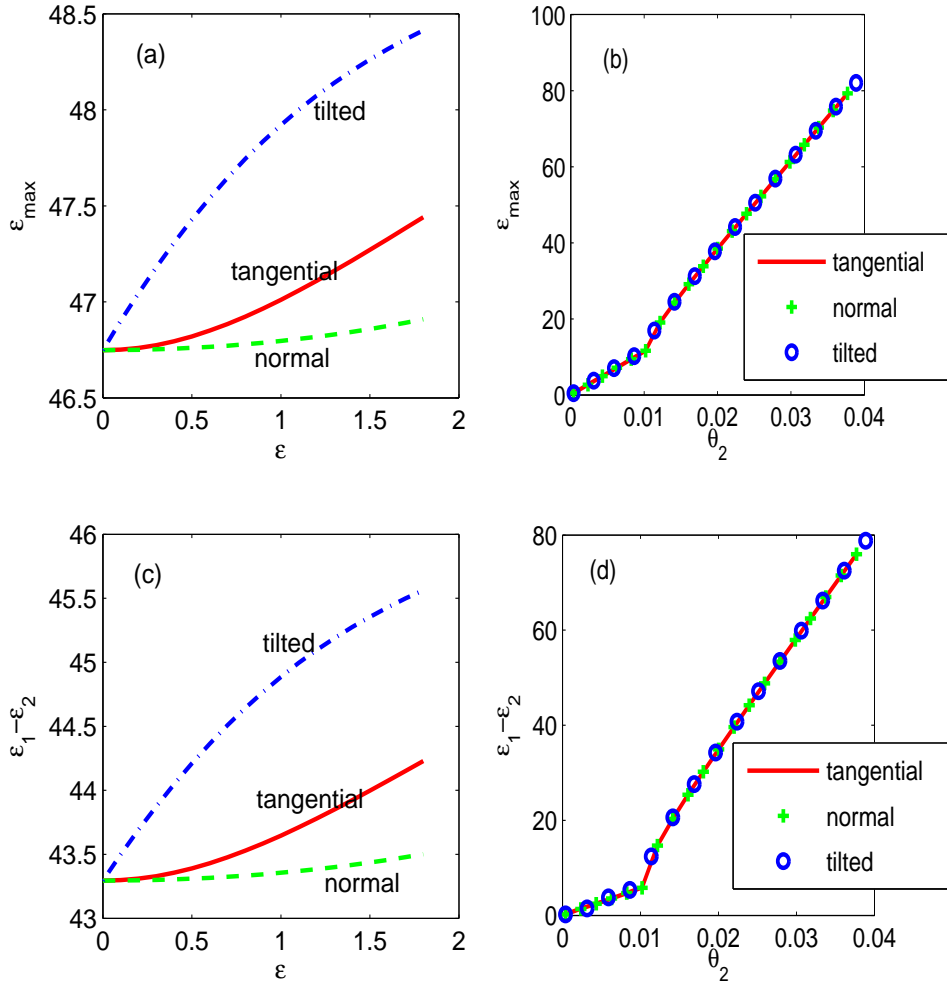 (a)
48.5
48
47.5
47
46.5
0
0.5
1
1.5
2
ε
ε_max
tilted
tangential
normal
(b)
100
80
60
40
20
0
0
0.01
0.02
0.03
0.04
θ_2
ε_max
tangential
normal
tilted
(c)
46
45.5
45
44.5
44
43.5
43
0
0.5
1
1.5
2
ε
ε_1−ε_2
tilted
tangential
normal
(d)
80
60
40
20
0
0
0.01
0.02
0.03
0.04
θ_2
ε_1−ε_2
tangential
normal
tilted